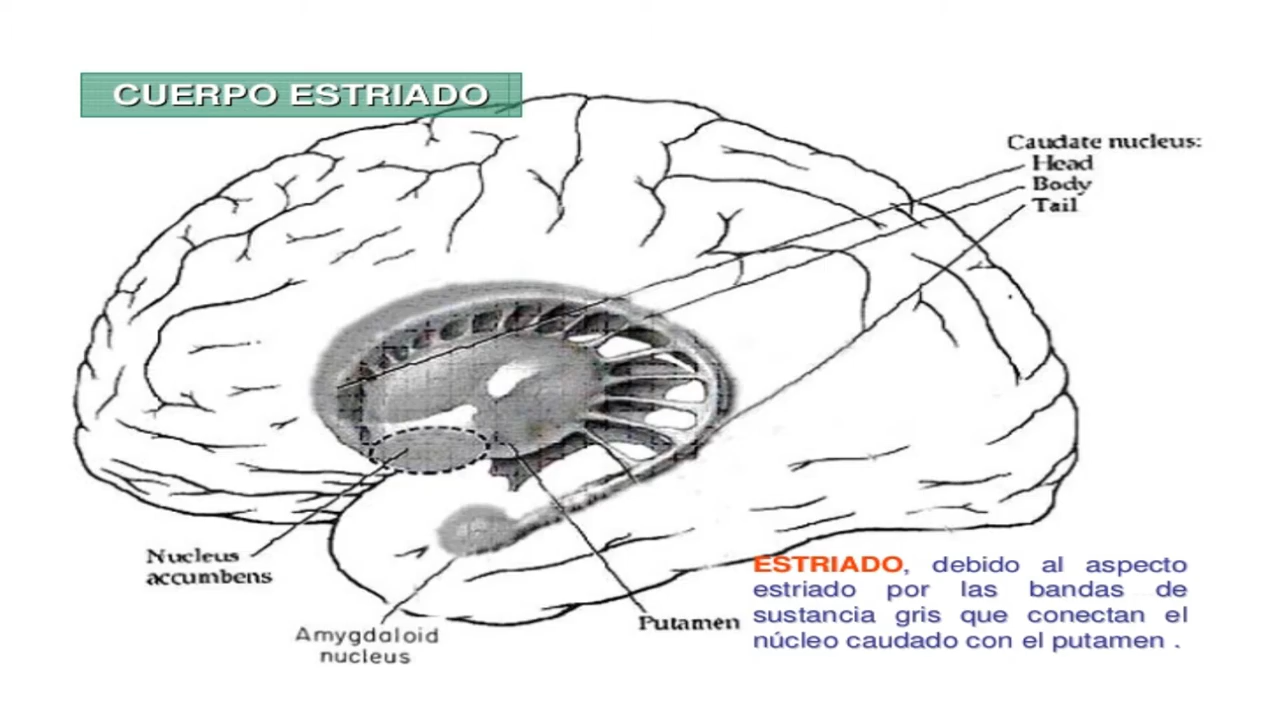 CUERPO ESTRIADO
Caudate nucleus:
Head
Body
Tail
Nucleus
accumbens
Amygdaloid
nucleus
Putamen
ESTRIADO, debido al aspecto
estriado por las bandas de
sustancia gris que conectan el
núcleo caudado con el putamen .